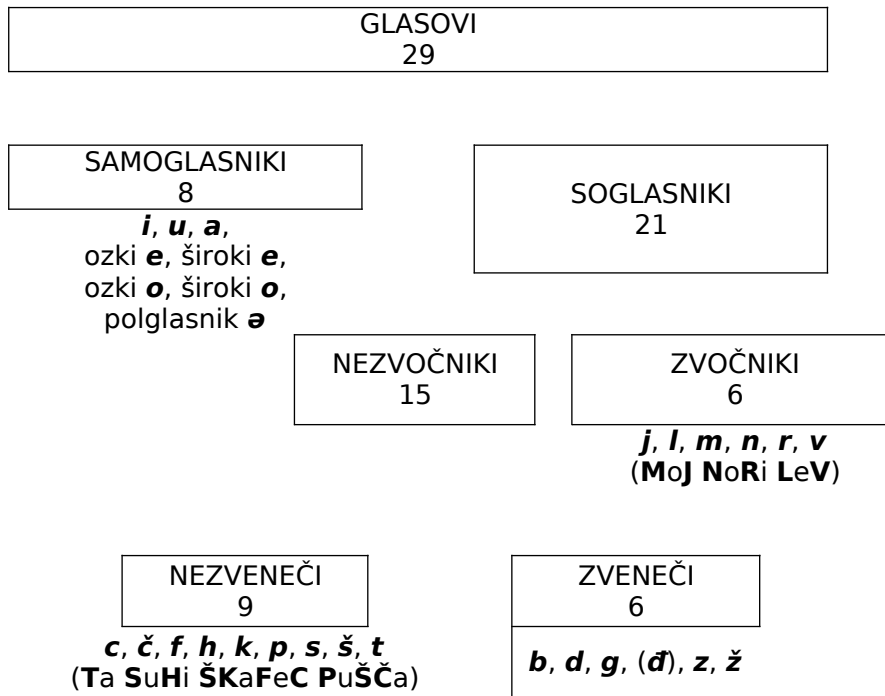 GLASOVI
29
SAMOGLASNIKI
8
i, u, a,
ozki e, široki e,
ozki o, široki o,
polglasnik ə
SOGLASNIKI
21
NEZVOČNIKI
15
ZVOČNIKI
6
j, l, m, n, r, v
(MoJ NoRi LeV)
NEZVENEČI
9
c, č, f, h, k, p, s, š, t
(Ta SuHi ŠKaFeC PuŠČa)
ZVENEČI
6
b, d, g, (đ), z, ž